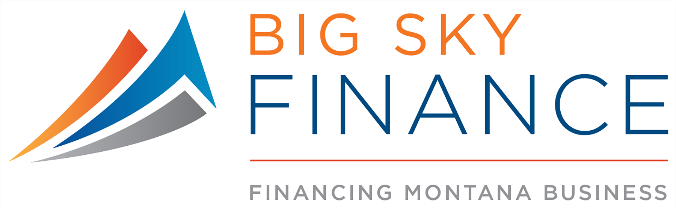 BIG SKY
FINANCE
FINANCING MONTANA BUSINESS